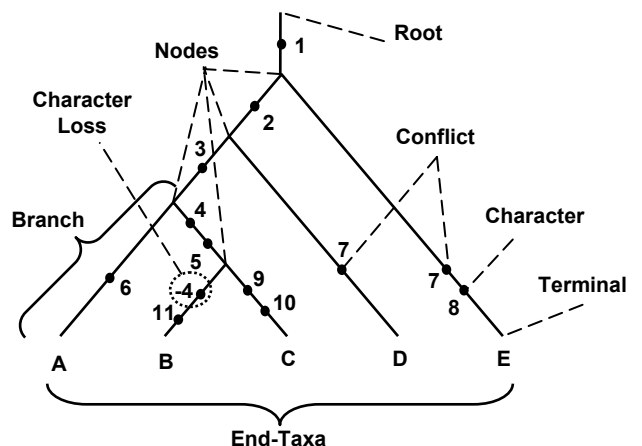 Root
1
Nodes
Character
Loss
2
Conflict
3
Branch
4
Character
5
7
7
6
-4
9
8
Terminal
11
10
A
B
C
D
E
End-Taxa